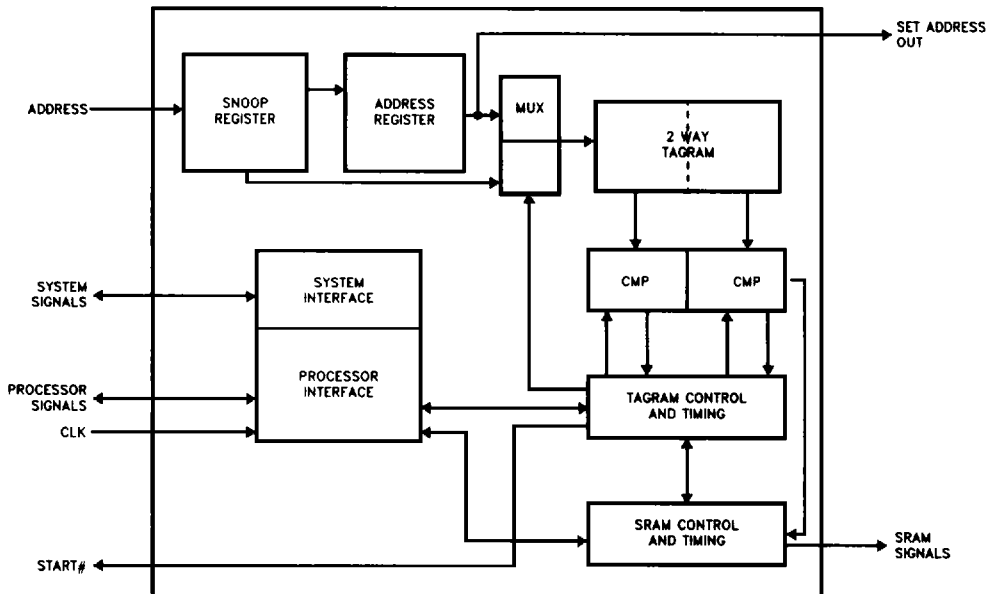 SET ADDRESS
OUT
ADDRESS
SNOOP
REGISTER
ADDRESS
REGISTER
MUX
2 WAY
TAGRAM
SYSTEM
SIGNALS
SYSTEM
INTERFACE
CMP
CMP
PROCESSOR
SIGNALS
PROCESSOR
INTERFACE
TAGRAM CONTROL
AND TIMING
CLK
SRAM CONTROL
AND TIMING
SRAM
SIGNALS
START#